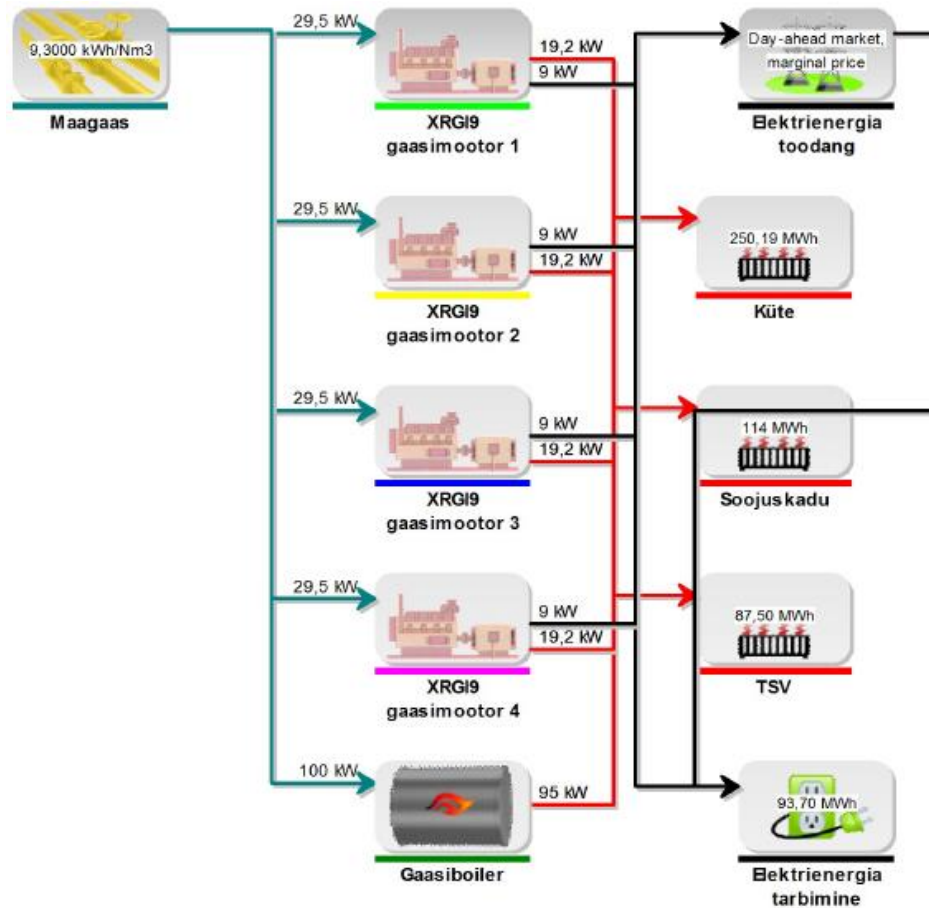 9,3000 kWh/Nm3
Maagaas
29,5 kW
19,2 kW
9 kW
XRGI9
gaasimootor 1
Day-ahead market,
marginal price
Elektrienergia
toodang
29,5 kW
9 kW
19,2 kW
XRGI9
gaasimootor 2
250,19 MWh
Küte
29,5 kW
9 kW
19,2 kW
XRGI9
gaasimootor 3
114 MWh
Soojuskadu
29,5 kW
9 kW
19,2 kW
XRGI9
gaasimootor 4
87,50 MWh
TSV
100 kW
95 kW
Gaasiboiler
93,70 MWh
Elektrienergia
tarbimine